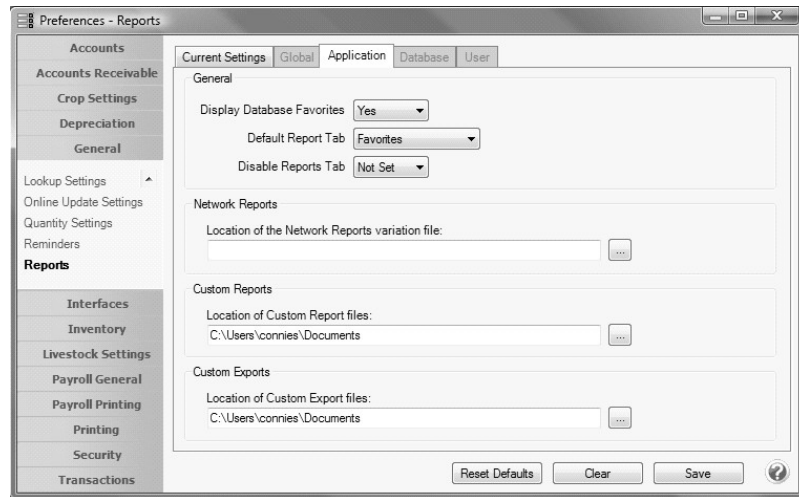 Preferences - Reports
Accounts
Accounts Receivable
Crop Settings
Depreciation
General
Lookup Settings
Online Update Settings
Quantity Settings
Reminders
Reports
Interfaces
Inventory
Livestock Settings
Payroll General
Payroll Printing
Printing
Security
Transactions
Current Settings Global Application Database User
General
Display Database Favorites Yes
Default Report Tab Favorites
Disable Reports Tab Not Set
Network Reports
Location of the Network Reports variation file:
...
Custom Reports
Location of Custom Report files:
C:\Users\connies\Documents ...
Custom Exports
Location of Custom Export files:
C:\Users\connies\Documents ...
Reset Defaults Clear Save ?